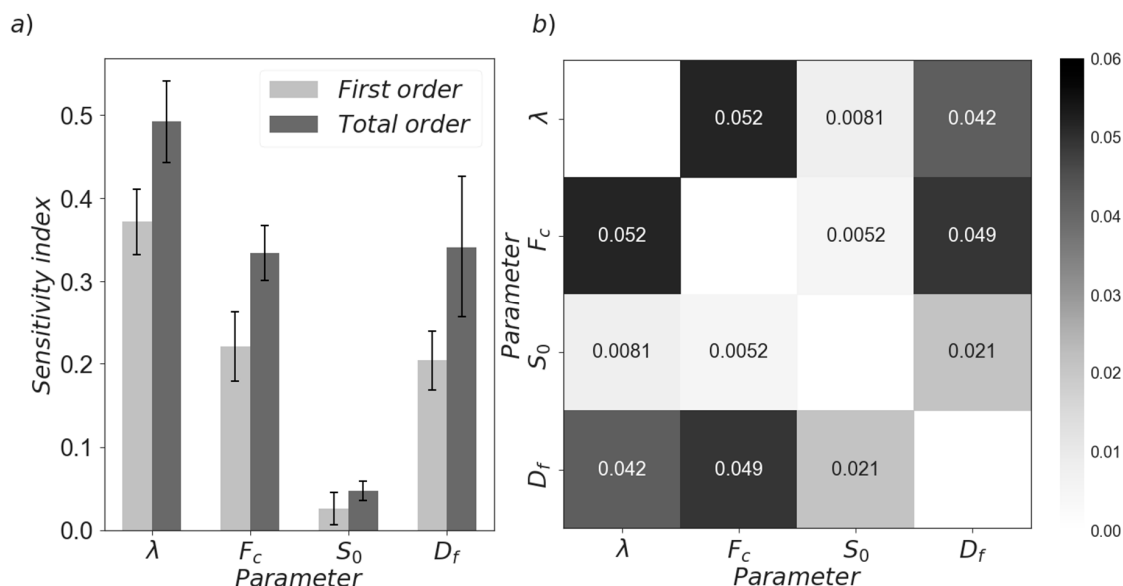 a)
Sensitivity index
0.5
0.4
0.3
0.2
0.1
0.0
First order
Total order
λ
F_c
S_0
D_f
Parameter
b)
Parameter
λ
0.052
0.0081
0.042
F_c
0.052
0.0052
0.049
S_0
0.0081
0.0052
0.021
D_f
0.042
0.049
0.021
λ
F_c
S_0
D_f
Parameter
0.06
0.05
0.04
0.03
0.02
0.01
0.00